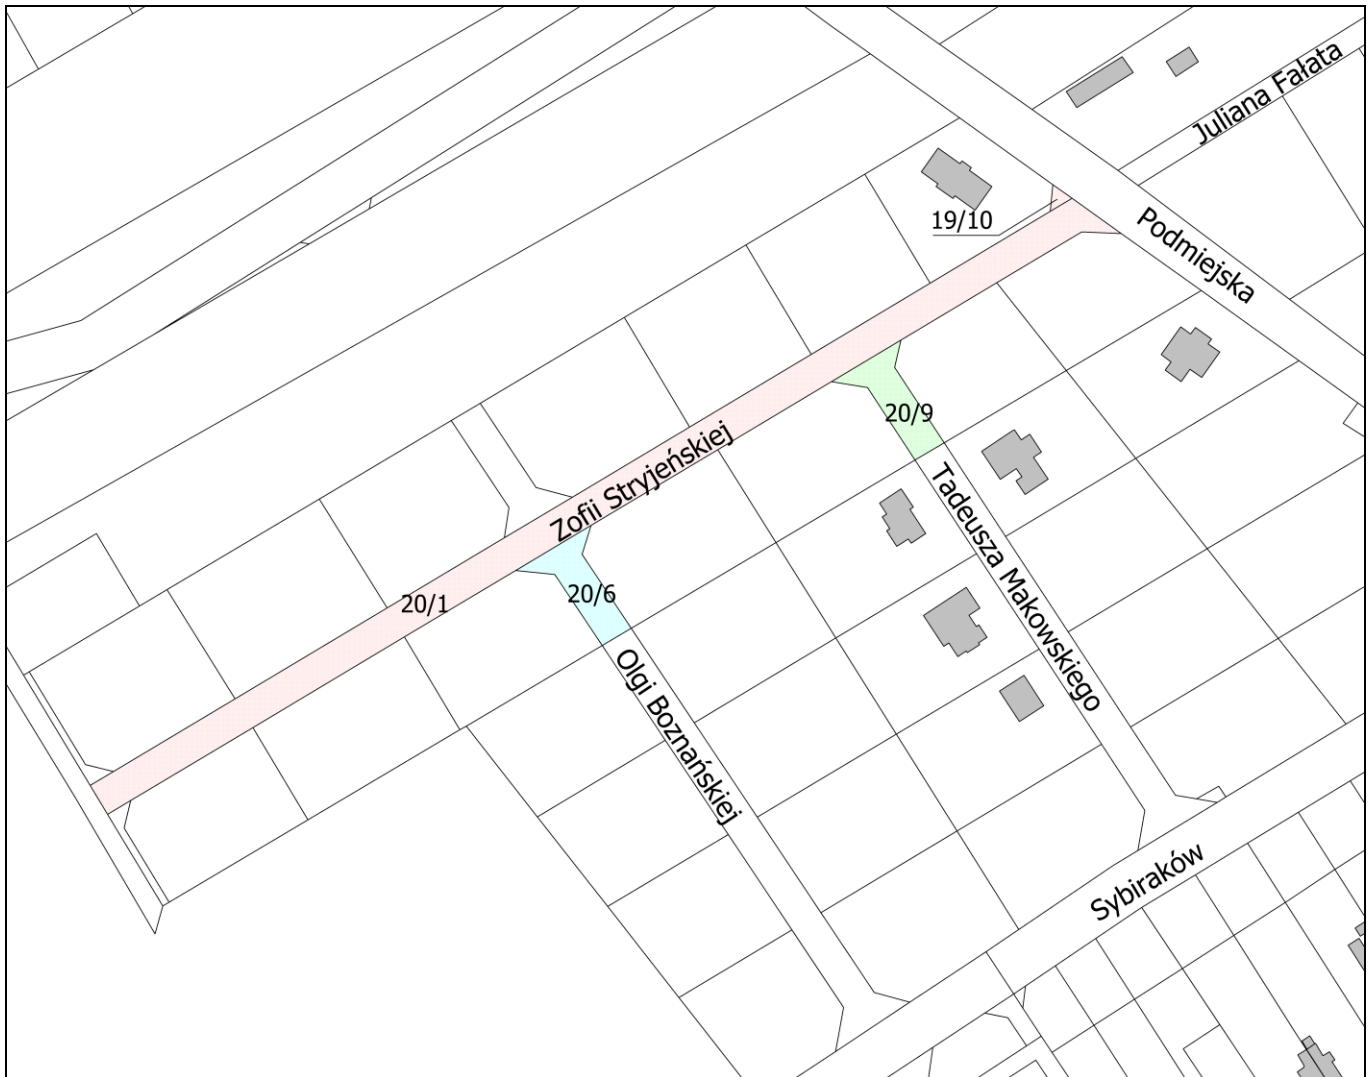 Juliana Fałata
19/10
Podmiejska
20/9
Zofii Stryjeńskiej
Tadeusza Makowskiego
20/6
20/1
Olgi Boznańskiej
Sybiraków